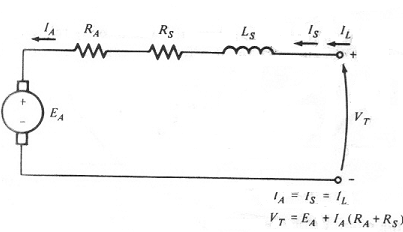 I_A R_A R_S L_S I_S I_L
+
+
E_A
−
V_T
−
I_A = I_S = I_L
V_T = E_A + I_A (R_A + R_S)